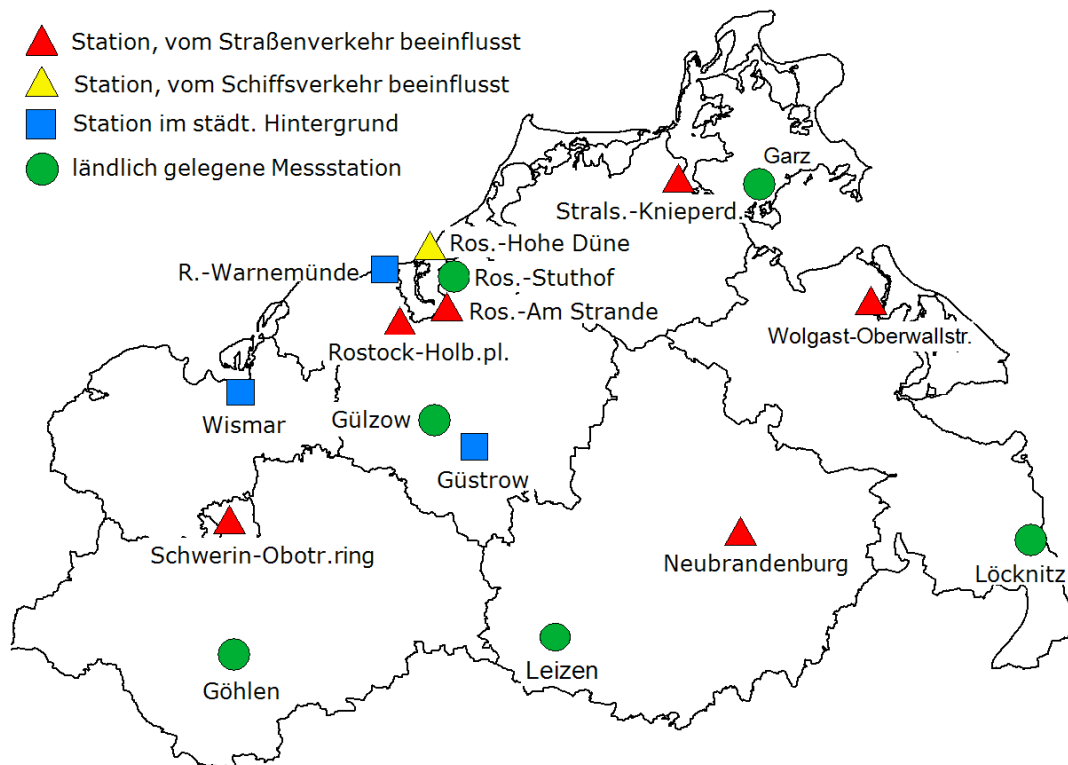 Station, vom Straßenverkehr beeinflusst
Station, vom Schiffsverkehr beeinflusst
Station im städt. Hintergrund
ländlich gelegene Messstation
Garz
Strals.-Knieperd.
Ros.-Hohe Düne
R.-Warnemünde
Ros.-Stuthof
Ros.-Am Strande
Wolgast-Oberwallstr.
Rostock-Holb.pl.
Wismar
Gülzow
Güstrow
Schwerin-Obotr.ring
Neubrandenburg
Löcknitz
Göhlen
Leizen